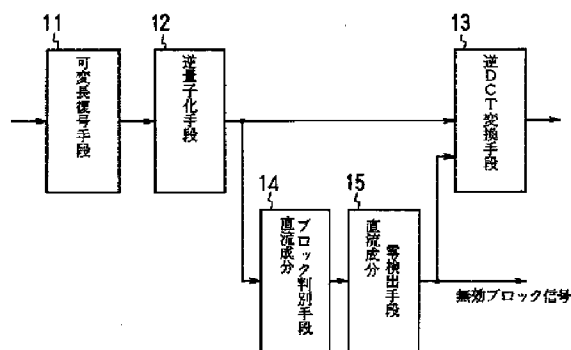 11
12
13
可変長復号手段
逆量子化手段
逆DCT変換手段
14
15
直流成分
ブロック判別手段
直流成分
零検出手段
無効ブロック信号